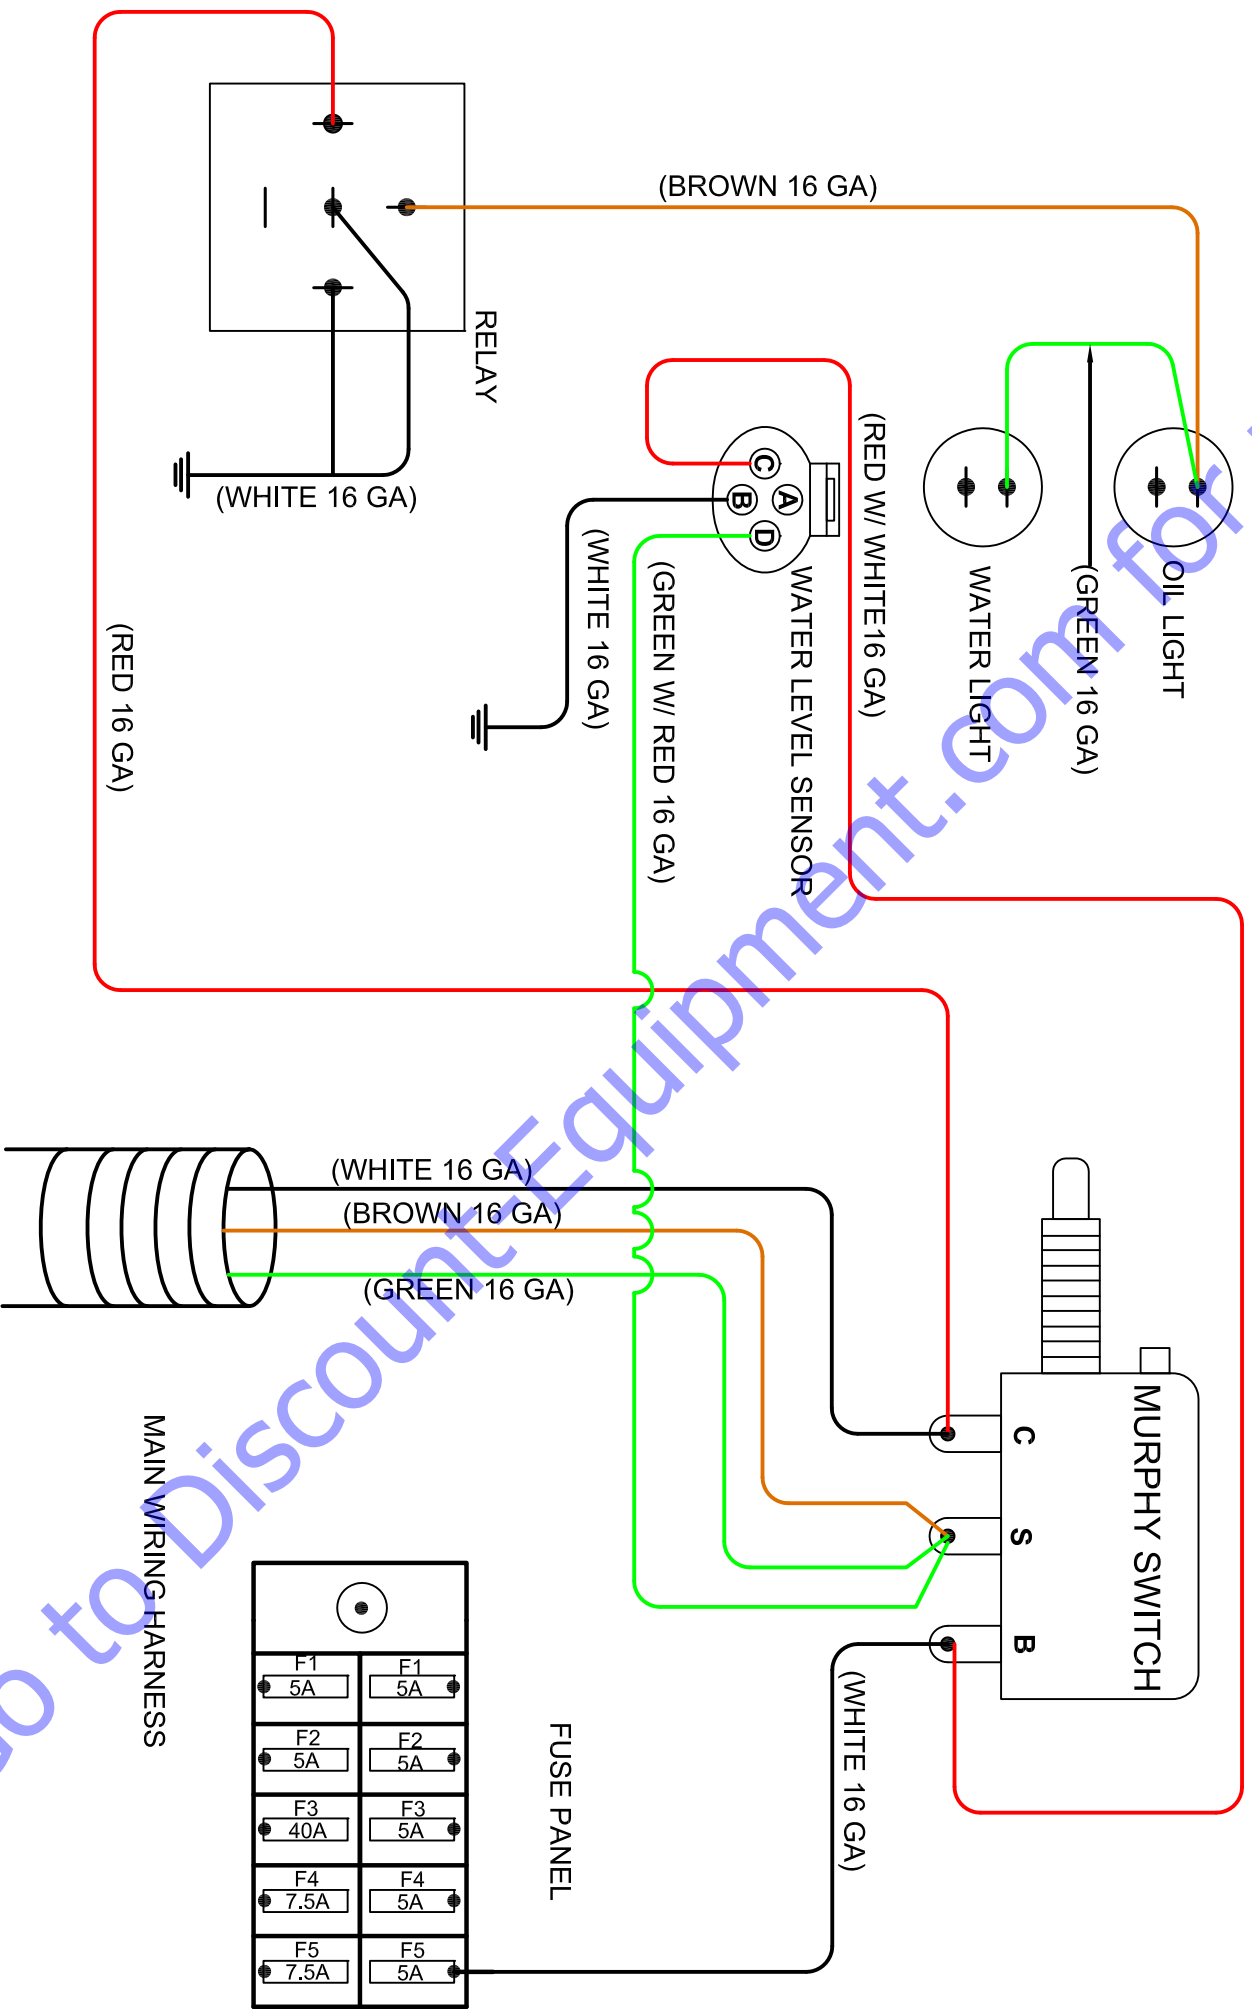 (BROWN 16 GA)
RELAY
(WHITE 16 GA)
(RED 16 GA)
OIL LIGHT
(GREEN 16 GA)
WATER LIGHT
(RED W/ WHITE16 GA)
WATER LEVEL SENSOR
C
B
A
D
(GREEN W/ RED 16 GA)
(WHITE 16 GA)
(WHITE 16 GA)
(BROWN 16 GA)
(GREEN 16 GA)
MAIN WIRING HARNESS
MURPHY SWITCH
C
S
B
(WHITE 16 GA)
FUSE PANEL
F1 5A F1 5A
F2 5A F2 5A
F3 40A F3 5A
F4 7.5A F4 5A
F5 7.5A F5 5A
to Discount-Equipment.com for